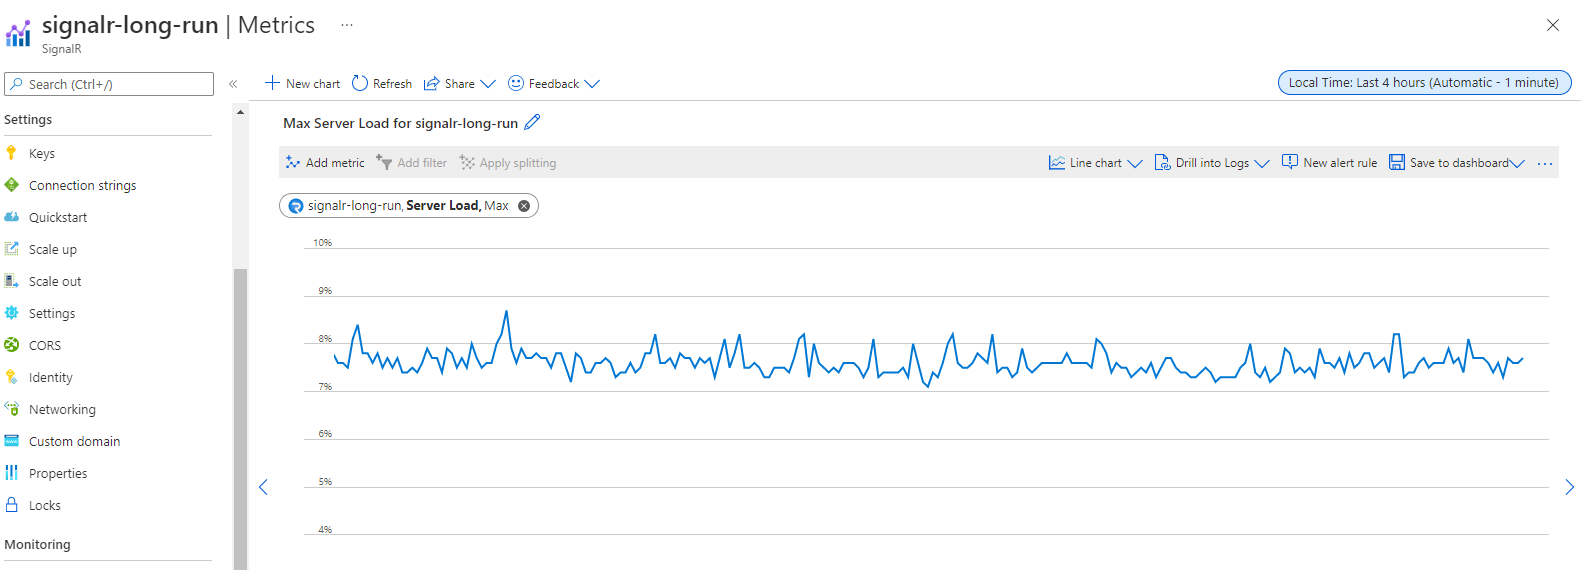 signalr-long-run | Metrics ...
SignalR
Search (Ctrl+/)
«
New chart
Refresh
Share
Feedback
Local Time: Last 4 hours (Automatic - 1 minute)
Settings
Keys
Connection strings
Quickstart
Scale up
Scale out
Settings
CORS
Identity
Networking
Custom domain
Properties
Locks
Monitoring
Max Server Load for signalr-long-run
Add metric
Add filter
Apply splitting
Line chart
Drill into Logs
New alert rule
Save to dashboard
...
signalr-long-run, Server Load, Max
10%
9%
8%
7%
6%
5%
4%